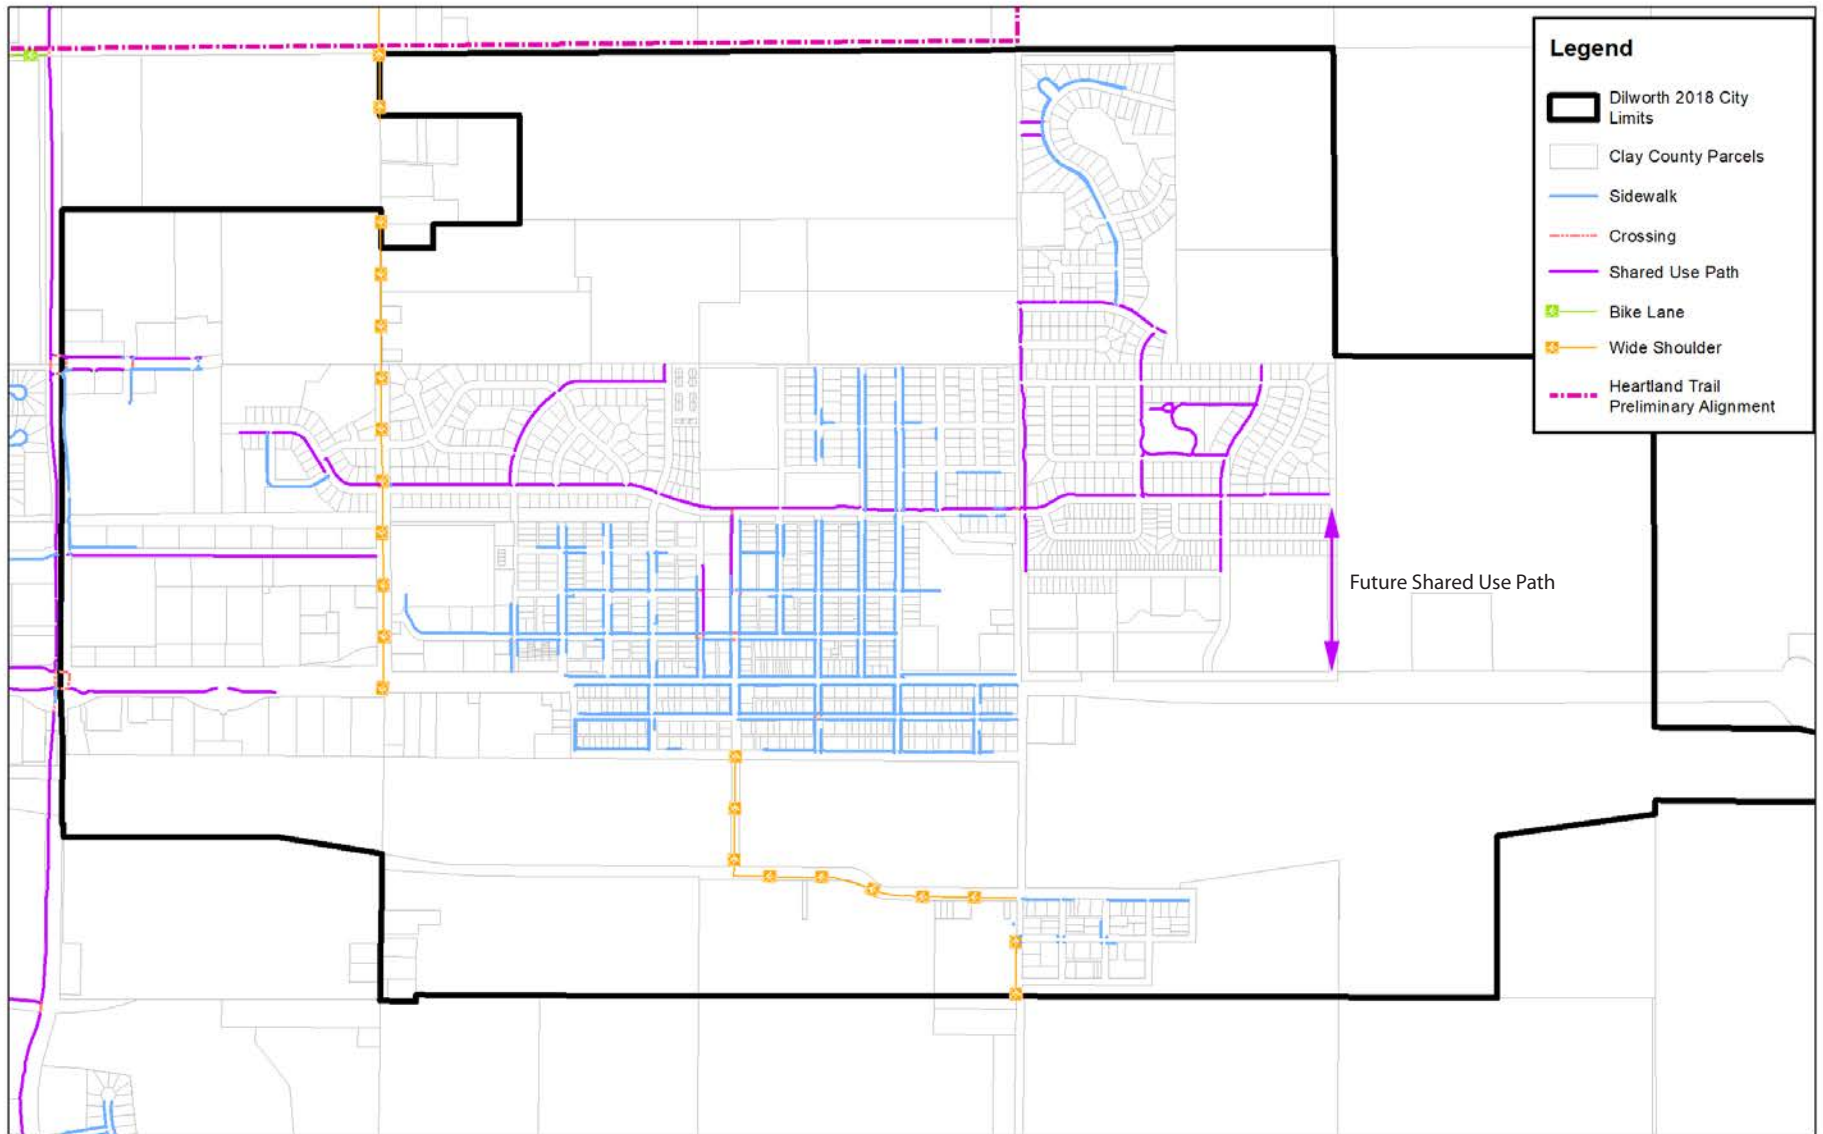 Legend
Dilworth 2018 City
Limits
Clay County Parcels
Sidewalk
Crossing
Shared Use Path
Bike Lane
Wide Shoulder
Heartland Trail
Preliminary Alignment
Future Shared Use Path